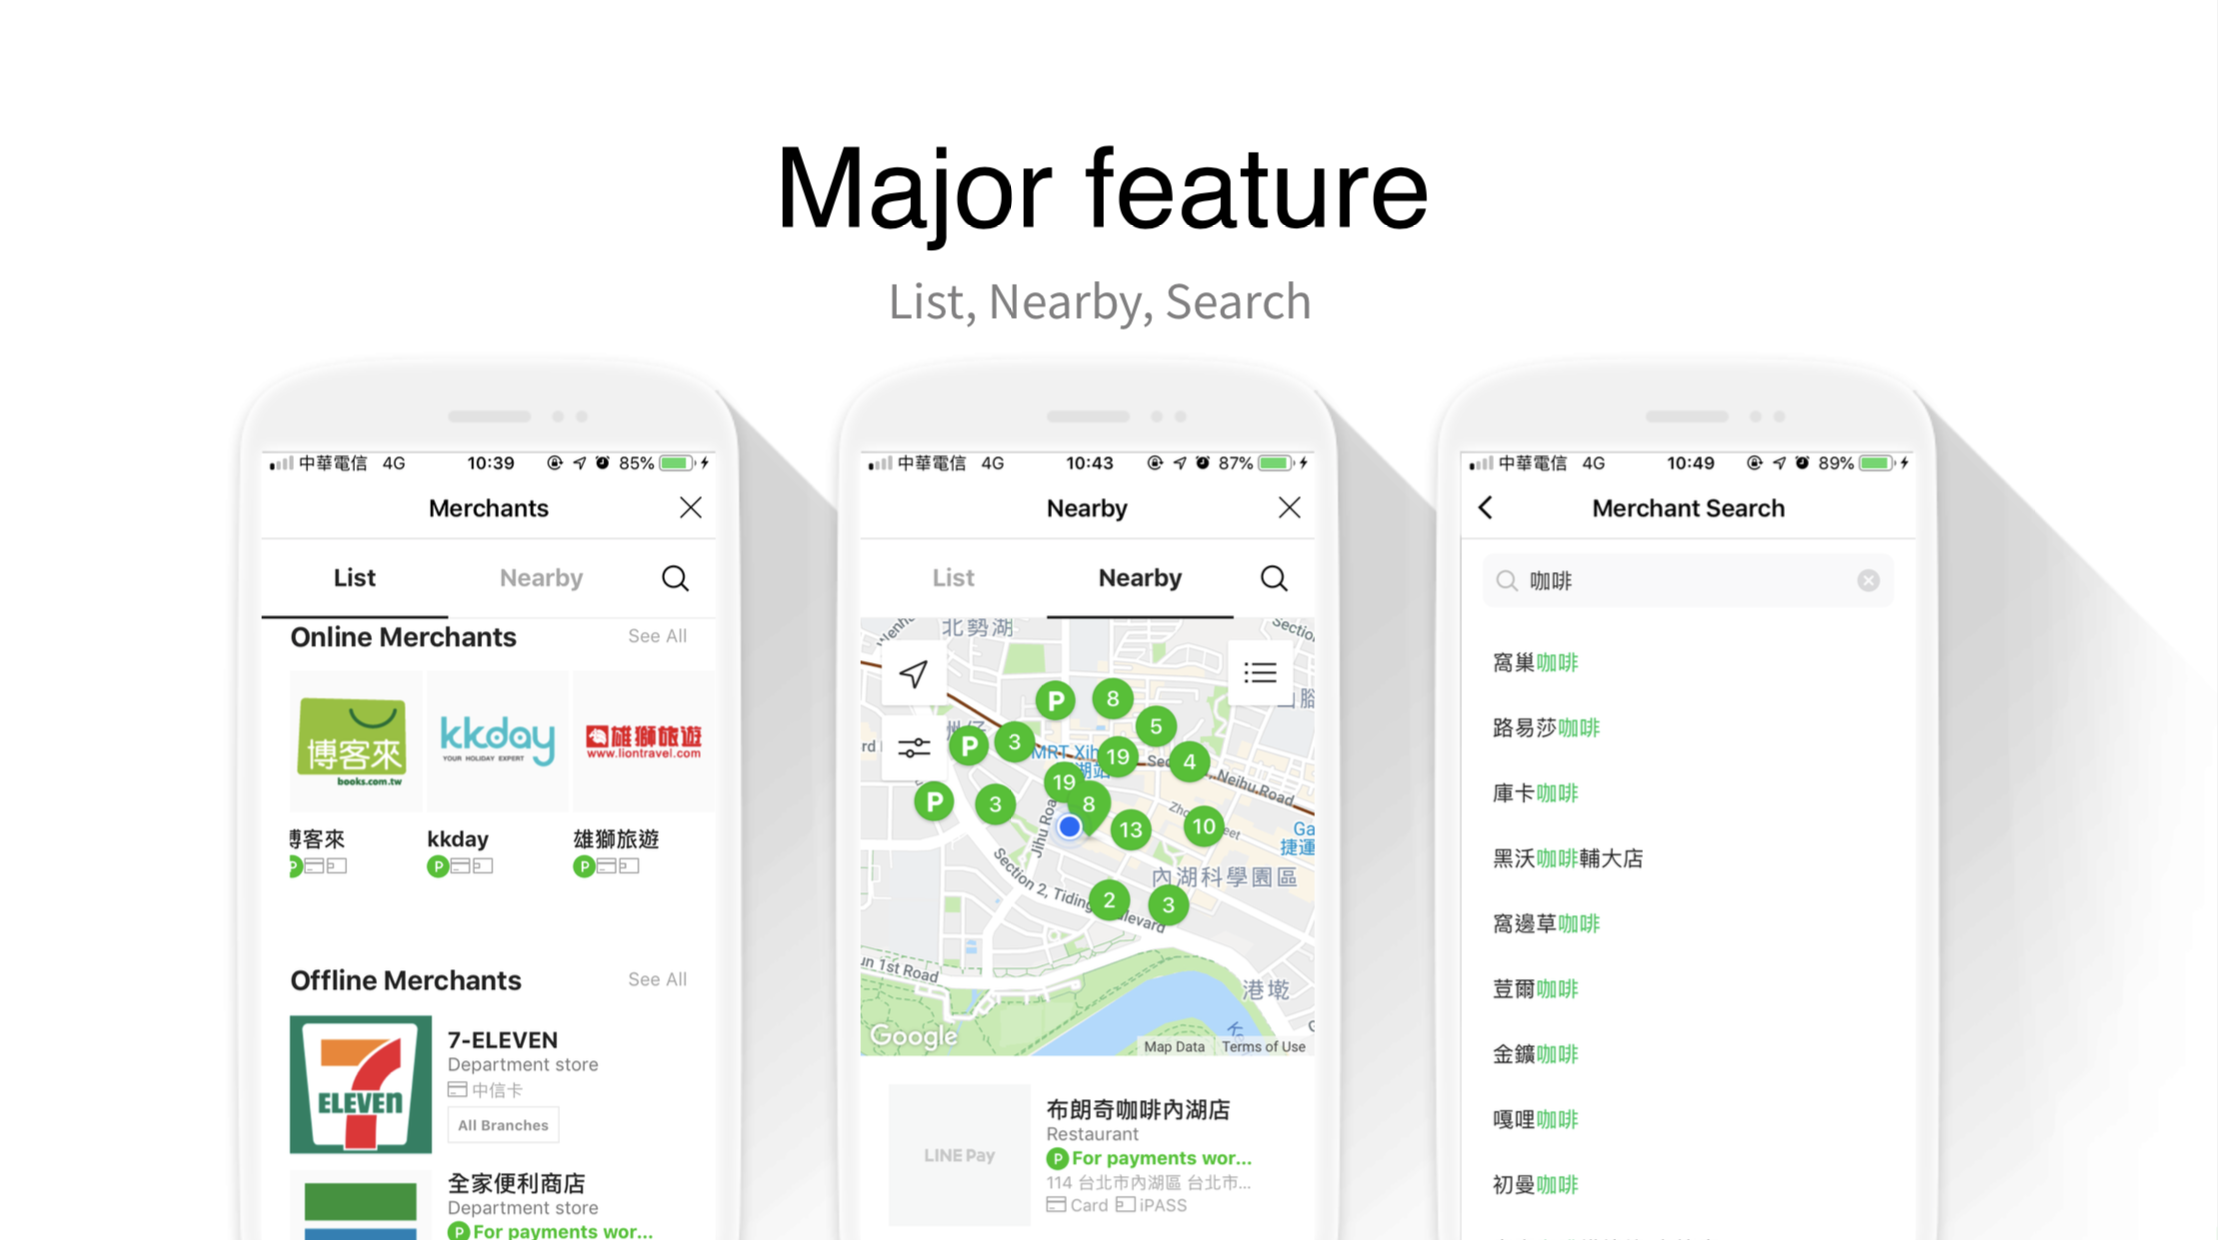 Major feature
List, Nearby, Search
中華電信 4G 10:39 85%
Merchants
List Nearby
Online Merchants See All
博客來
books.com.tw
kkday
YOUR HOLIDAY EXPERT
雄獅旅遊
www.liontravel.com
博客來 kkday 雄獅旅遊
P P P
Offline Merchants See All
7-ELEVEN
ELEVEN
Department store
中信卡
All Branches
全家便利商店
Department store
P For payments wor...
中華電信 4G 10:43 87%
Nearby
List Nearby
北勢湖
P 8
5
P 3 MRT Xih 19 4
19
Neihu Road
P 3 8
Jihu Roa
13 10
Ga
捷運
內湖科學園區
Section 2, Tiding
levard
2 3
un 1st Road
港墘
Google
Map Data Terms of Use
LINE Pay
布朗奇咖啡內湖店
Restaurant
P For payments wor...
114 台北市內湖區 台北市...
Card iPASS
中華電信 4G 10:49 89%
Merchant Search
咖啡
窩巢咖啡
路易莎咖啡
庫卡咖啡
黑沃咖啡輔大店
窩邊草咖啡
荳爾咖啡
金鑛咖啡
嘎哩咖啡
初曼咖啡